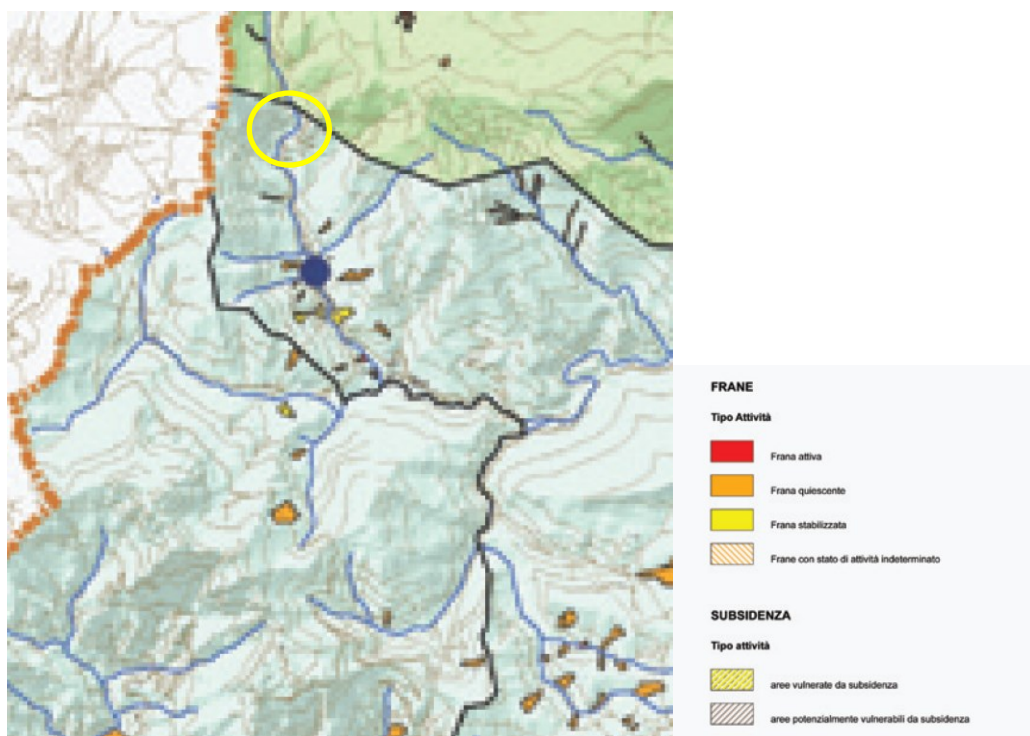 FRANE
Tipo Attività
Frana attiva
Frana quiescente
Frana stabilizzata
Frane con stato di attività indeterminato
SUBSIDENZA
Tipo attività
aree vulnerate da subsidenza
aree potenzialmente vulnerabili da subsidenza